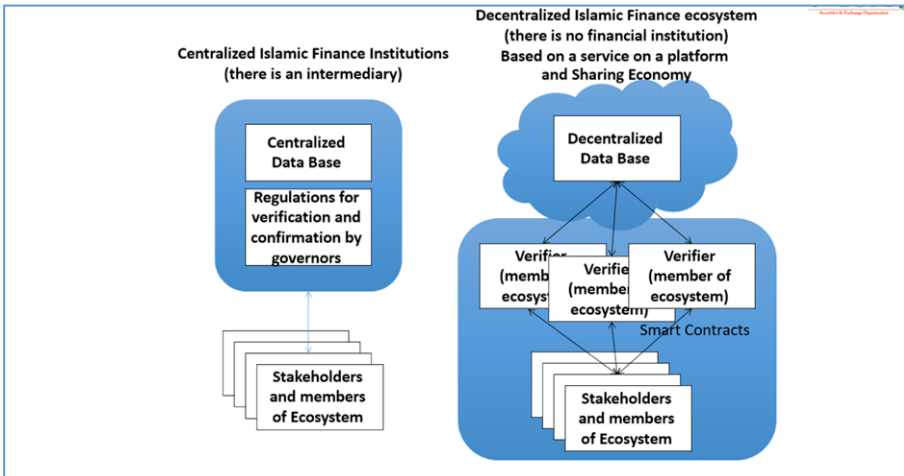 Securities & Exchange Organization
Centralized Islamic Finance Institutions
(there is an intermediary)
Centralized
Data Base
Regulations for
verification and
confirmation by
governors
Stakeholders
and members
of Ecosystem
Decentralized Islamic Finance ecosystem
(there is no financial institution)
Based on a service on a platform
and Sharing Economy
Decentralized
Data Base
Verifier
(memb
ecosyst
Verifie
(member
ecosystem)
Verifier
(member of
ecosystem)
Smart Contracts
Stakeholders
and members
of Ecosystem